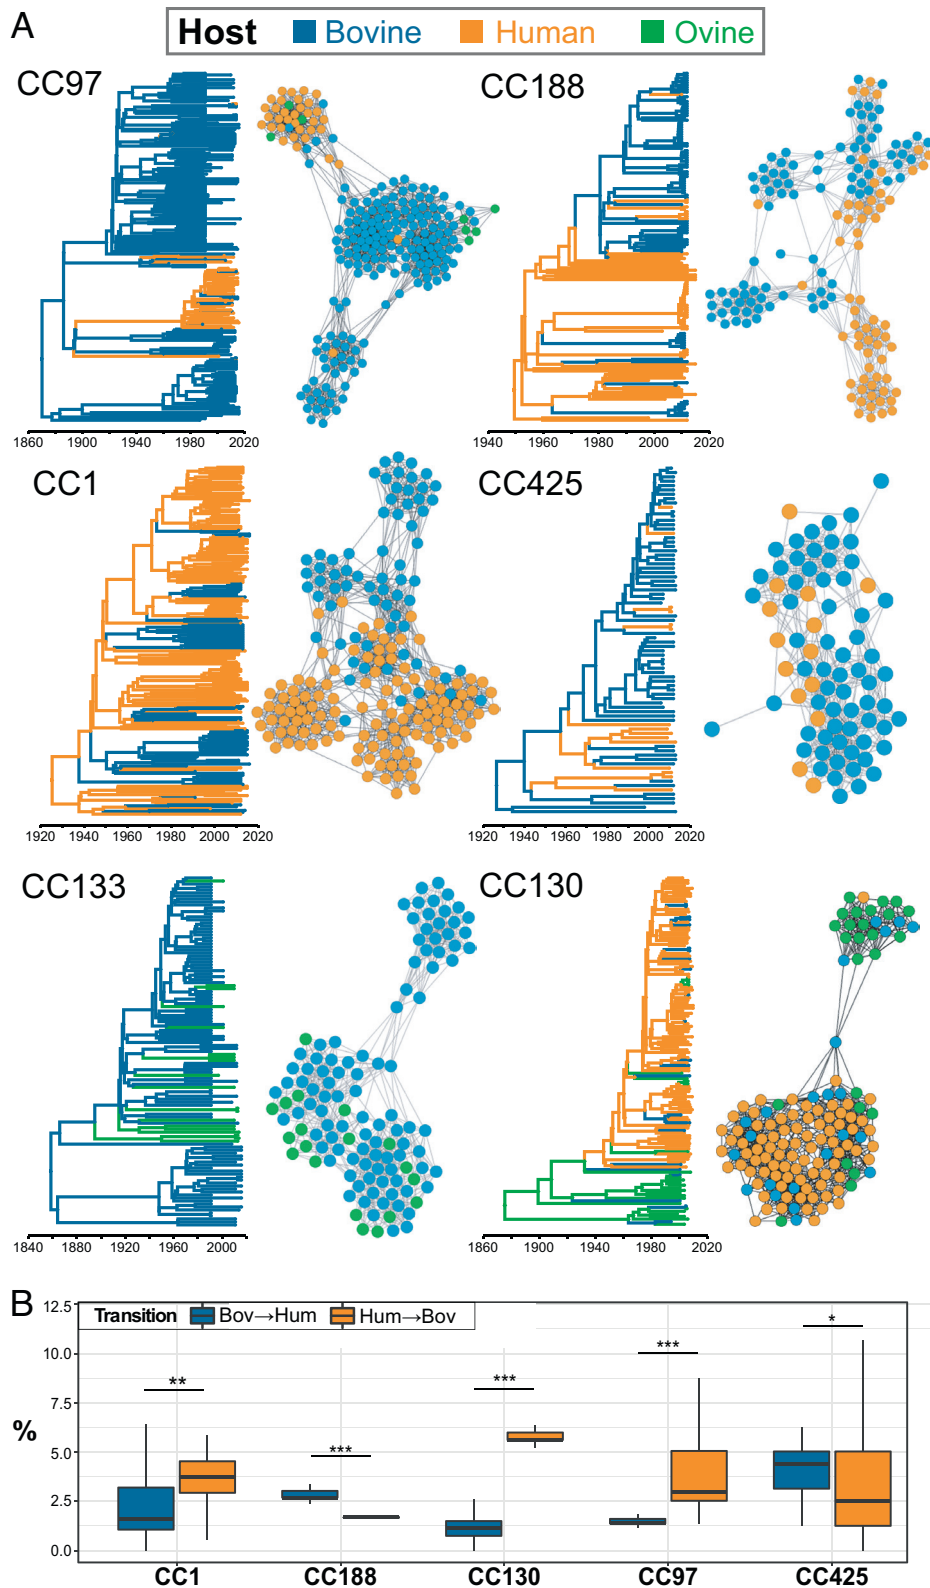 A
Host Bovine Human Ovine
CC97
CC188
1860 1900 1940 1980 2020
1940 1960 1980 2000 2020
CC1
CC425
1920 1940 1960 1980 2000 2020
1920 1940 1960 1980 2000 2020
CC133
CC130
1840 1880 1920 1960 2000
1860 1900 1940 1980 2020
B
Transition Bov→Hum Hum→Bov
%
12.5
10.0
7.5
5.0
2.5
0.0
** *** *** *** *
CC1 CC188 CC130 CC97 CC425